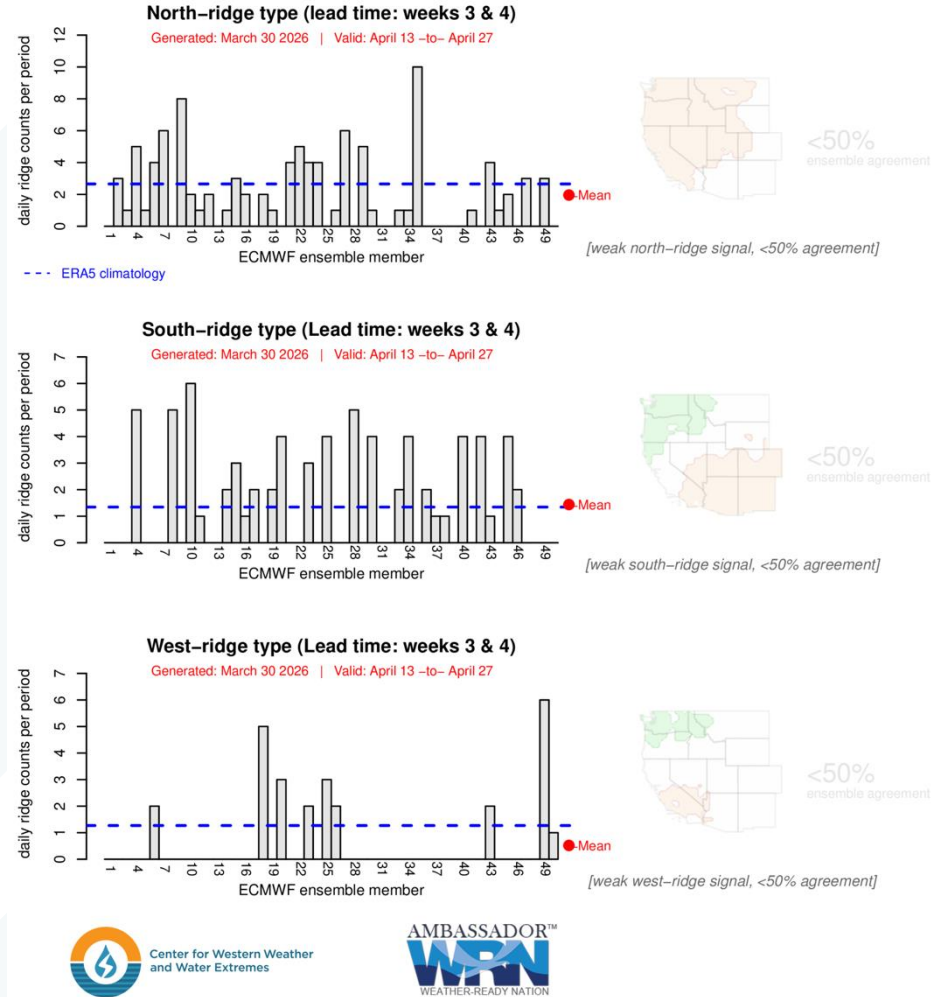 North−ridge type (lead time: weeks 3 & 4)
Generated: March 30 2026 | Valid: April 13 −to− April 27
daily ridge counts per period
0 2 4 6 8 10 12
1 4 7 10 13 16 19 22 25 28 31 34 37 40 43 46 49
ECMWF ensemble member
Mean
<50%
ensemble agreement
[weak north−ridge signal, <50% agreement]
ERA5 climatology
South−ridge type (Lead time: weeks 3 & 4)
Generated: March 30 2026 | Valid: April 13 −to− April 27
daily ridge counts per period
0 1 2 3 4 5 6 7
1 4 7 10 13 16 19 22 25 28 31 34 37 40 43 46 49
ECMWF ensemble member
Mean
<50%
ensemble agreement
[weak south−ridge signal, <50% agreement]
West−ridge type (Lead time: weeks 3 & 4)
Generated: March 30 2026 | Valid: April 13 −to− April 27
daily ridge counts per period
0 1 2 3 4 5 6 7
1 4 7 10 13 16 19 22 25 28 31 34 37 40 43 46 49
ECMWF ensemble member
Mean
<50%
ensemble agreement
[weak west−ridge signal, <50% agreement]
Center for Western Weather
and Water Extremes
AMBASSADOR™
WRN
WEATHER-READY NATION